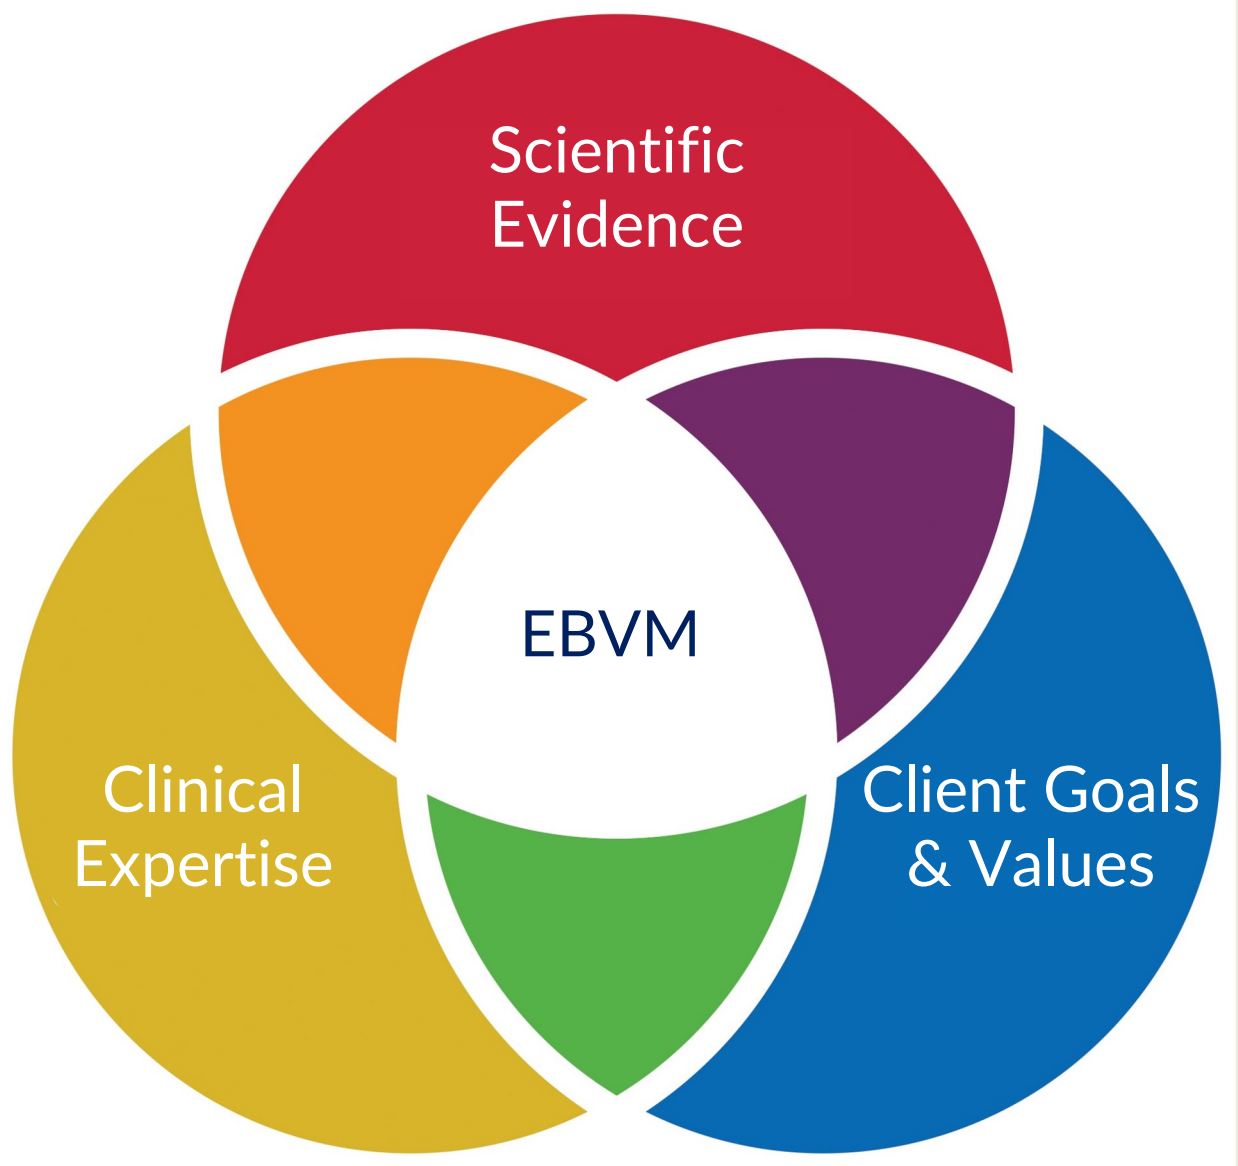 Scientific
Evidence
EBVM
Clinical
Expertise
Client Goals
& Values